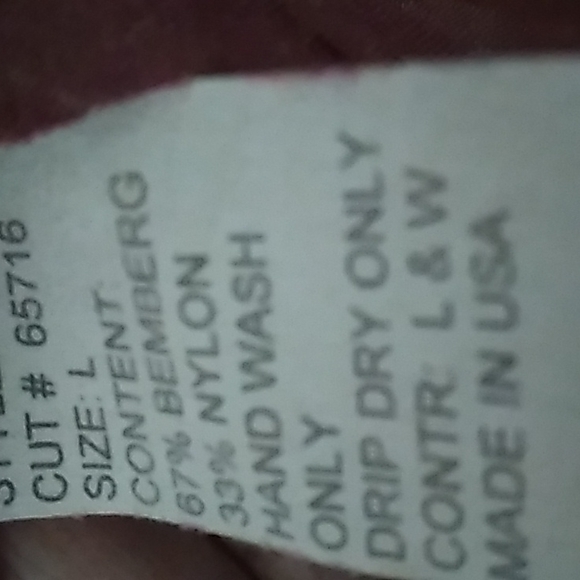 CUT # 65716
SIZE: L
CONTENT:
67% BEMBERG
33% NYLON
HAND WASH
ONLY
DRIP DRY ONLY
CONTR: L & W
MADE IN USA